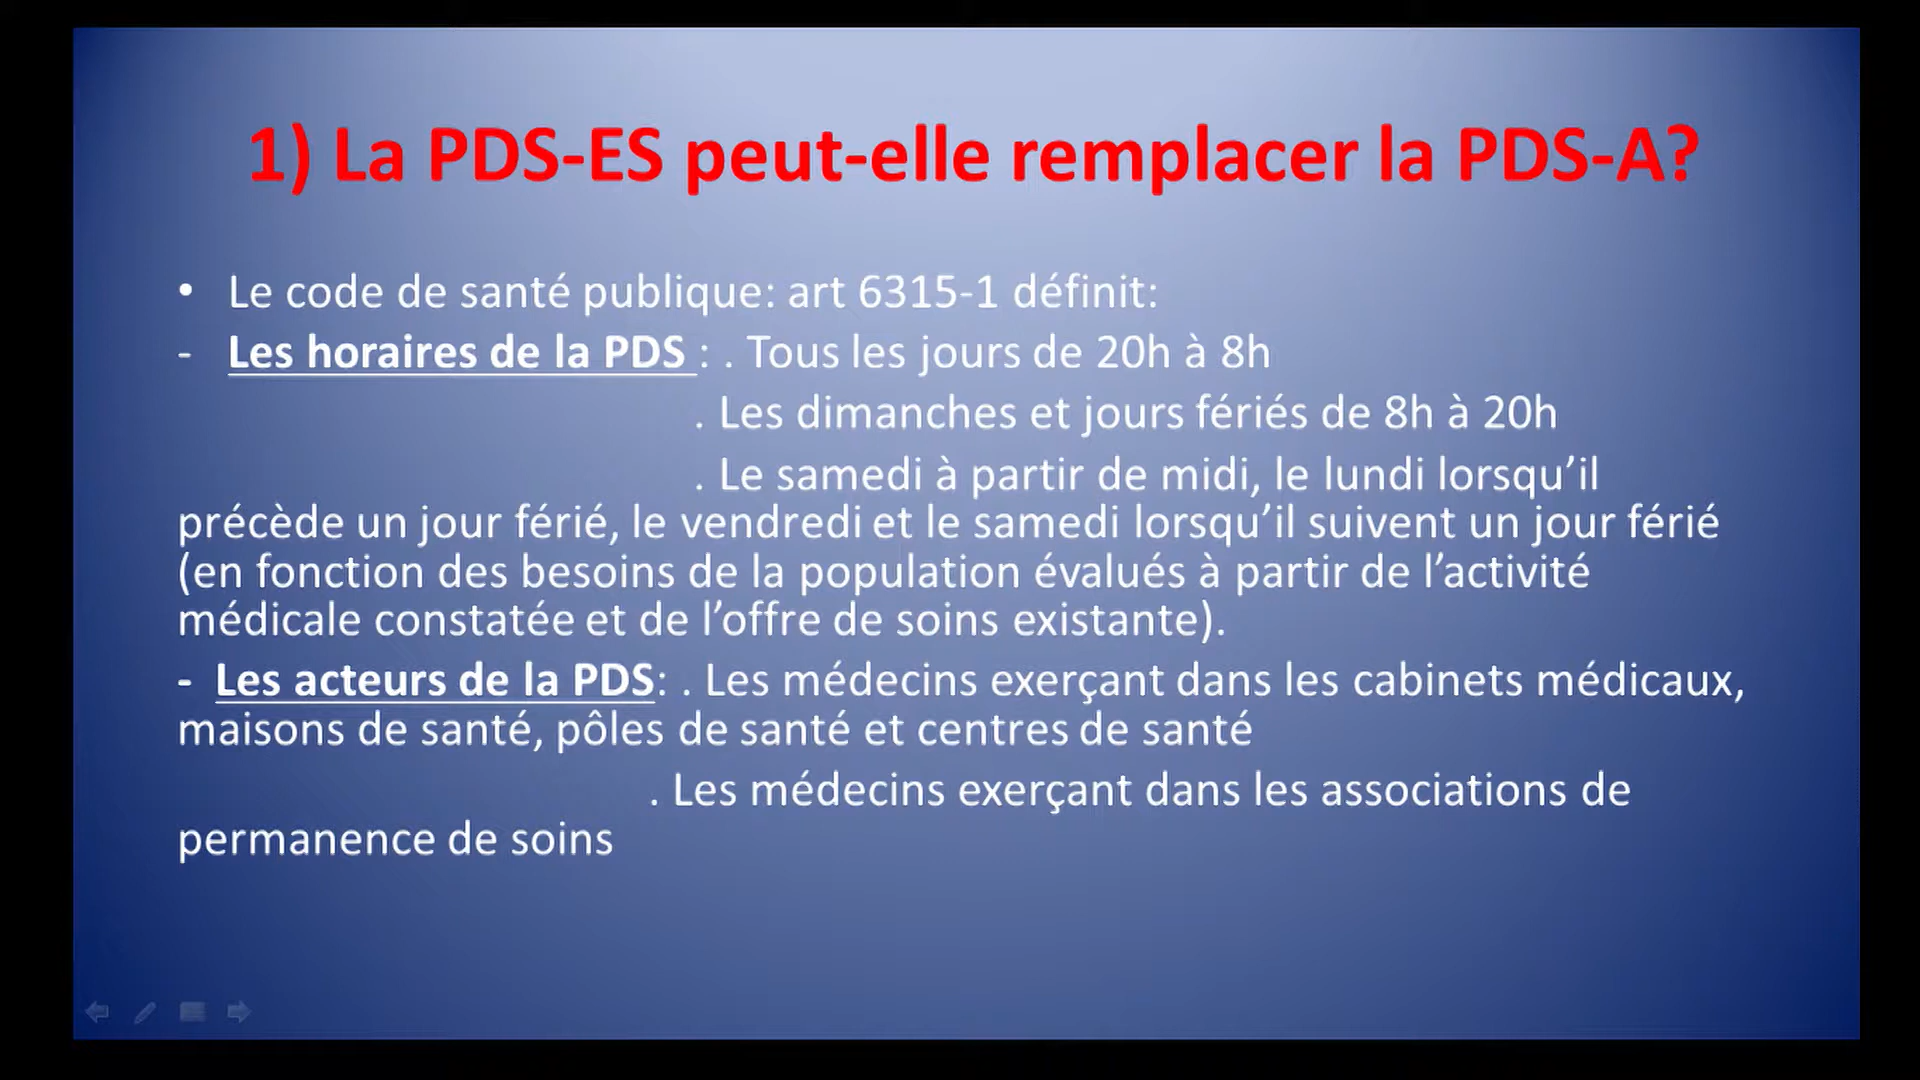 1) La PDS-ES peut-elle remplacer la PDS-A?
• Le code de santé publique: art 6315-1 définit:
- Les horaires de la PDS : . Tous les jours de 20h à 8h
. Les dimanches et jours fériés de 8h à 20h
. Le samedi à partir de midi, le lundi lorsqu’il
précède un jour férié, le vendredi et le samedi lorsqu’il suivent un jour férié
(en fonction des besoins de la population évalués à partir de l’activité
médicale constatée et de l’offre de soins existante).
- Les acteurs de la PDS: . Les médecins exerçant dans les cabinets médicaux,
maisons de santé, pôles de santé et centres de santé
. Les médecins exerçant dans les associations de
permanence de soins